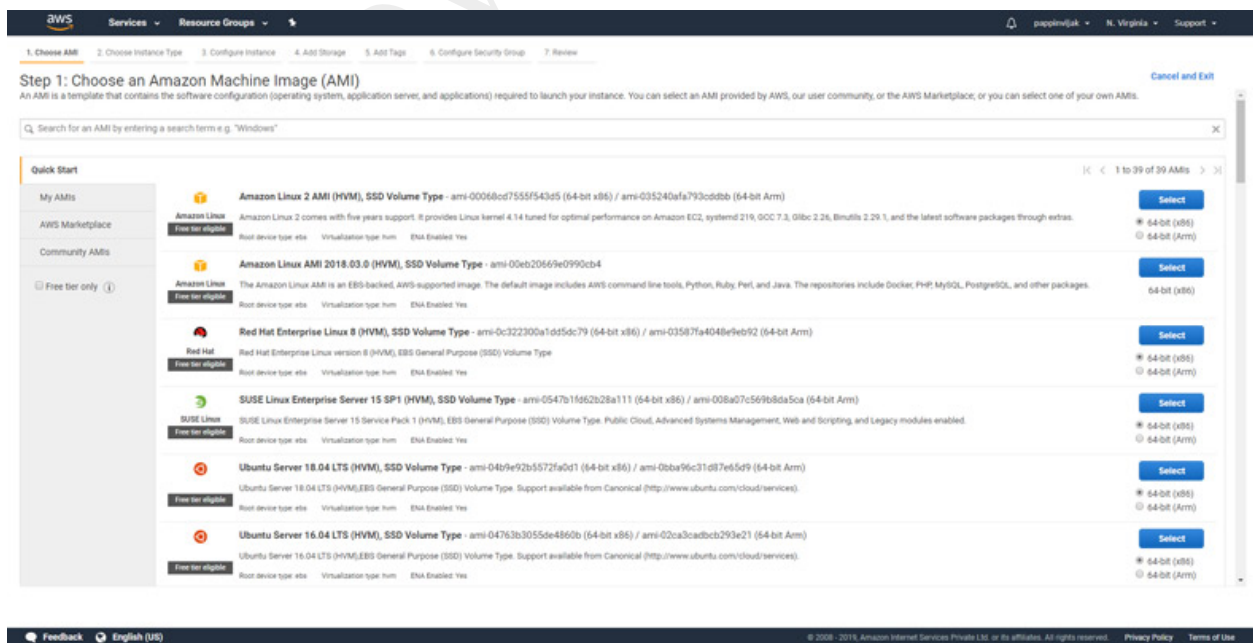 aws Services Resource Groups pappinviljak N. Virginia Support
1. Choose AMI 2. Choose Instance Type 3. Configure Instance 4. Add Storage 5. Add Tags 6. Configure Security Group 7. Review
Step 1: Choose an Amazon Machine Image (AMI) Cancel and Exit
An AMI is a template that contains the software configuration (operating system, application server, and applications) required to launch your instance. You can select an AMI provided by AWS, our user community, or the AWS Marketplace; or you can select one of your own AMIs.
Search for an AMI by entering a search term e.g. "Windows"
Quick Start 1 to 39 of 39 AMIs
My AMIs
AWS Marketplace
Community AMIs
Free tier only
Amazon Linux
Free tier eligible
Amazon Linux 2 AMI (HVM), SSD Volume Type - ami-00068cd7555f543d5 (64-bit x86) / ami-035240afa793cddbb (64-bit Arm)
Amazon Linux 2 comes with five years support. It provides Linux kernel 4.14 tuned for optimal performance on Amazon EC2, systemd 219, GCC 7.3, Glibc 2.26, Binutils 2.29.1, and the latest software packages through extras.
Root device type: ebs Virtualization type: hvm ENA Enabled: Yes
Select
64-bit (x86)
64-bit (Arm)
Amazon Linux
Free tier eligible
Amazon Linux AMI 2018.03.0 (HVM), SSD Volume Type - ami-00eb20669e0990cb4
The Amazon Linux AMI is an EBS-backed, AWS-supported image. The default image includes AWS command line tools, Python, Ruby, Perl, and Java. The repositories include Docker, PHP, MySQL, PostgreSQL, and other packages.
Root device type: ebs Virtualization type: hvm ENA Enabled: Yes
Select
64-bit (x86)
Red Hat
Free tier eligible
Red Hat Enterprise Linux 8 (HVM), SSD Volume Type - ami-0c322300a1dd5dc79 (64-bit x86) / ami-03587fa4048e9eb92 (64-bit Arm)
Red Hat Enterprise Linux version 8 (HVM), EBS General Purpose (SSD) Volume Type
Root device type: ebs Virtualization type: hvm ENA Enabled: Yes
Select
64-bit (x86)
64-bit (Arm)
SUSE Linux
Free tier eligible
SUSE Linux Enterprise Server 15 SP1 (HVM), SSD Volume Type - ami-0547b1fd62b28a111 (64-bit x86) / ami-008a07c569b8da5ca (64-bit Arm)
SUSE Linux Enterprise Server 15 Service Pack 1 (HVM), EBS General Purpose (SSD) Volume Type. Public Cloud, Advanced Systems Management, Web and Scripting, and Legacy modules enabled.
Root device type: ebs Virtualization type: hvm ENA Enabled: Yes
Select
64-bit (x86)
64-bit (Arm)
Free tier eligible
Ubuntu Server 18.04 LTS (HVM), SSD Volume Type - ami-04b9e92b5572fa0d1 (64-bit x86) / ami-0bba96c31d87e65d9 (64-bit Arm)
Ubuntu Server 18.04 LTS (HVM),EBS General Purpose (SSD) Volume Type. Support available from Canonical (http://www.ubuntu.com/cloud/services).
Root device type: ebs Virtualization type: hvm ENA Enabled: Yes
Select
64-bit (x86)
64-bit (Arm)
Free tier eligible
Ubuntu Server 16.04 LTS (HVM), SSD Volume Type - ami-04763b3055de4860b (64-bit x86) / ami-02ca3cadbcb293e21 (64-bit Arm)
Ubuntu Server 16.04 LTS (HVM),EBS General Purpose (SSD) Volume Type. Support available from Canonical (http://www.ubuntu.com/cloud/services).
Root device type: ebs Virtualization type: hvm ENA Enabled: Yes
Select
64-bit (x86)
64-bit (Arm)
Feedback English (US) © 2008 - 2019, Amazon Internet Services Private Ltd. or its affiliates. All rights reserved. Privacy Policy Terms of Use